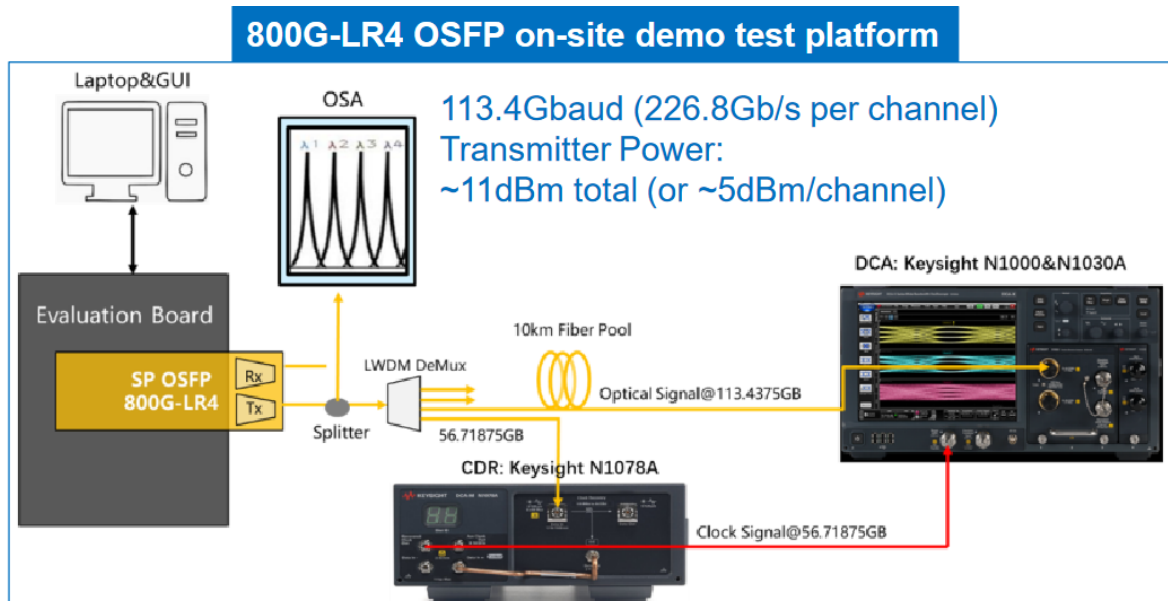 800G-LR4 OSFP on-site demo test platform
Laptop&GUI
OSA
λ1 λ2 λ3 λ4
113.4Gbaud (226.8Gb/s per channel)
Transmitter Power:
~11dBm total (or ~5dBm/channel)
DCA: Keysight N1000&N1030A
Evaluation Board
10km Fiber Pool
LWDM DeMux
SP OSFP
800G-LR4
Rx
Tx
Optical Signal@113.4375GB
Splitter
56.71875GB
CDR: Keysight N1078A
KEYSIGHT
Clock Signal@56.71875GB